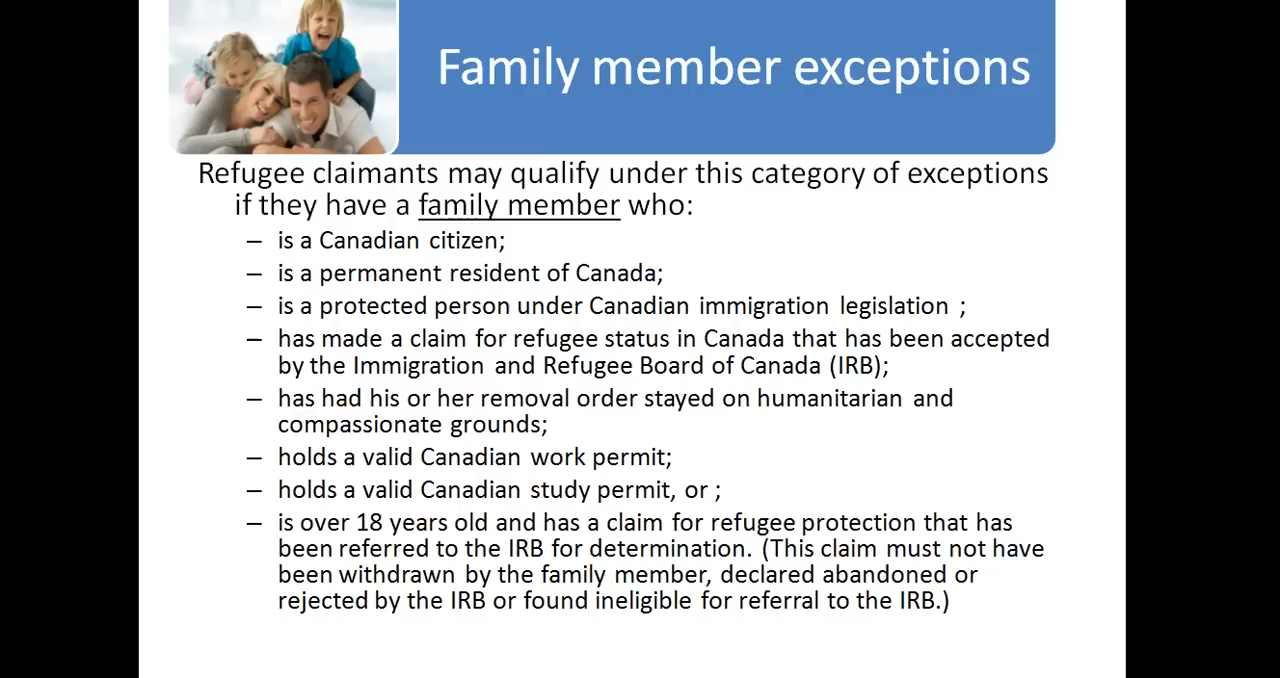 Family member exceptions
Refugee claimants may qualify under this category of exceptions
if they have a family member who:
– is a Canadian citizen;
– is a permanent resident of Canada;
– is a protected person under Canadian immigration legislation ;
– has made a claim for refugee status in Canada that has been accepted
by the Immigration and Refugee Board of Canada (IRB);
– has had his or her removal order stayed on humanitarian and
compassionate grounds;
– holds a valid Canadian work permit;
– holds a valid Canadian study permit, or ;
– is over 18 years old and has a claim for refugee protection that has
been referred to the IRB for determination. (This claim must not have
been withdrawn by the family member, declared abandoned or
rejected by the IRB or found ineligible for referral to the IRB.)